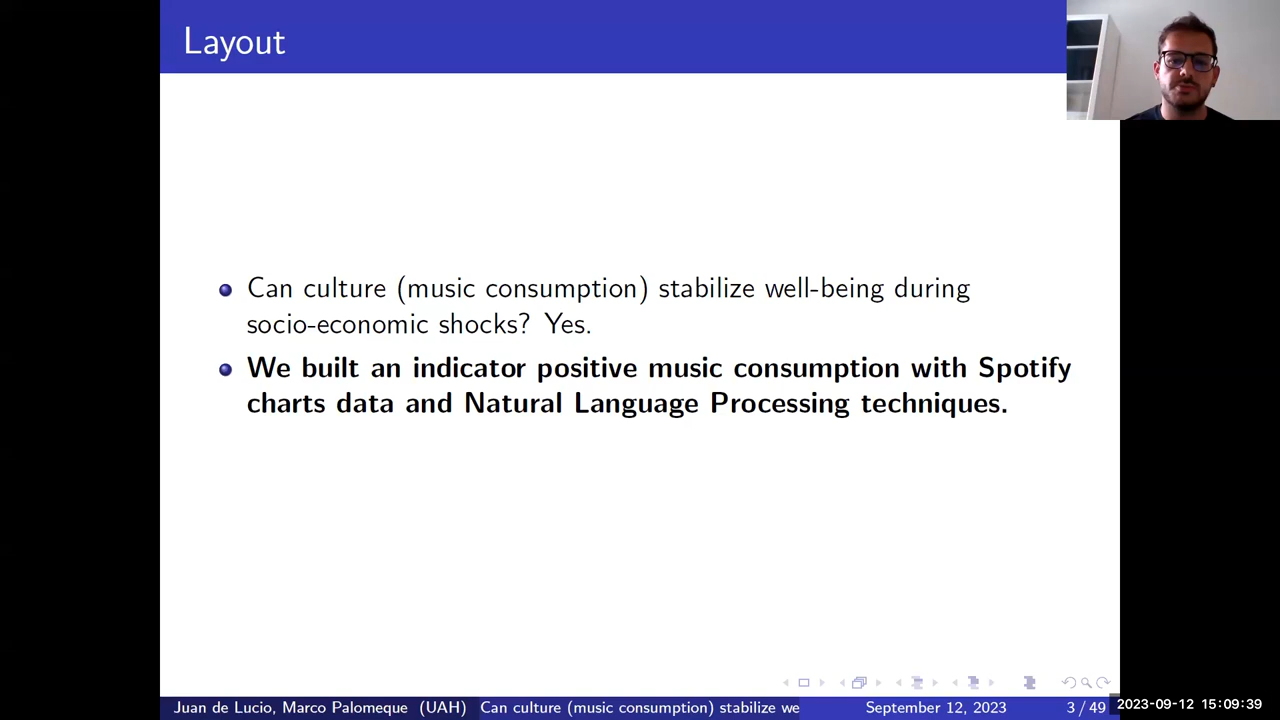 Layout
Can culture (music consumption) stabilize well-being during
socio-economic shocks? Yes.
We built an indicator positive music consumption with Spotify
charts data and Natural Language Processing techniques.
Juan de Lucio, Marco Palomeque (UAH) Can culture (music consumption) stabilize we September 12, 2023 3 / 49
2023-09-12 15:09:39